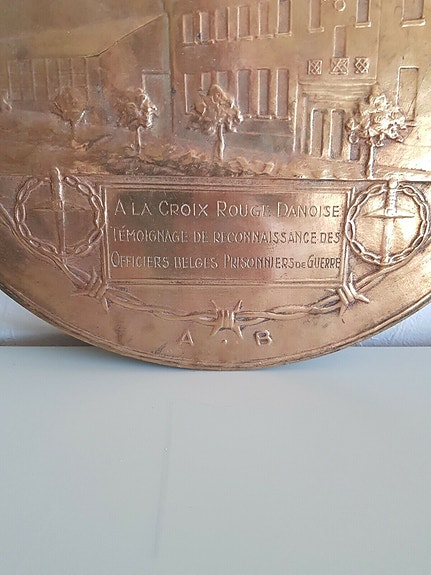 A LA CROIX ROUGE DANOISE
TÉMOIGNAGE DE RECONNAISSANCE DES
OFFICIERS BELGES PRISONNIERS DE GUERRE
A . B